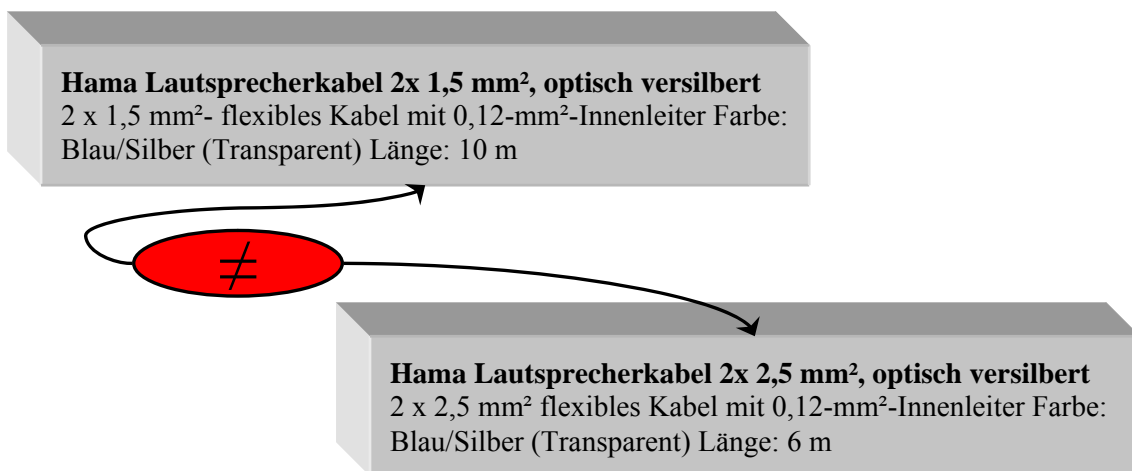 Hama Lautsprecherkabel 2x 1,5 mm², optisch versilbert
2 x 1,5 mm²- flexibles Kabel mit 0,12-mm²-Innenleiter Farbe:
Blau/Silber (Transparent) Länge: 10 m
≠
Hama Lautsprecherkabel 2x 2,5 mm², optisch versilbert
2 x 2,5 mm² flexibles Kabel mit 0,12-mm²-Innenleiter Farbe:
Blau/Silber (Transparent) Länge: 6 m